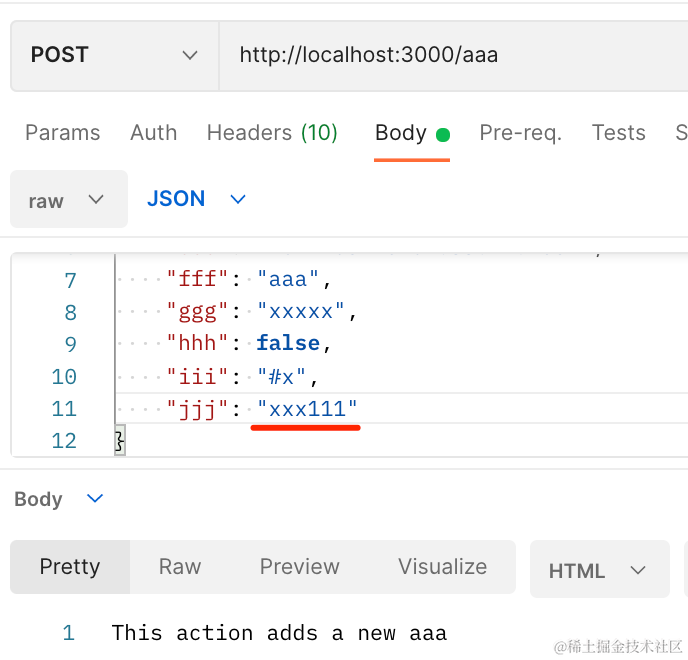 POST http://localhost:3000/aaa
Params Auth Headers (10) Body Pre-req. Tests S
raw JSON
7 "fff": "aaa",
8 "ggg": "xxxxx",
9 "hhh": false,
10 "iii": "#x",
11 "jjj": "xxx111"
12 }
Body
Pretty Raw Preview Visualize HTML
1 This action adds a new aaa
@稀土掘金技术社区